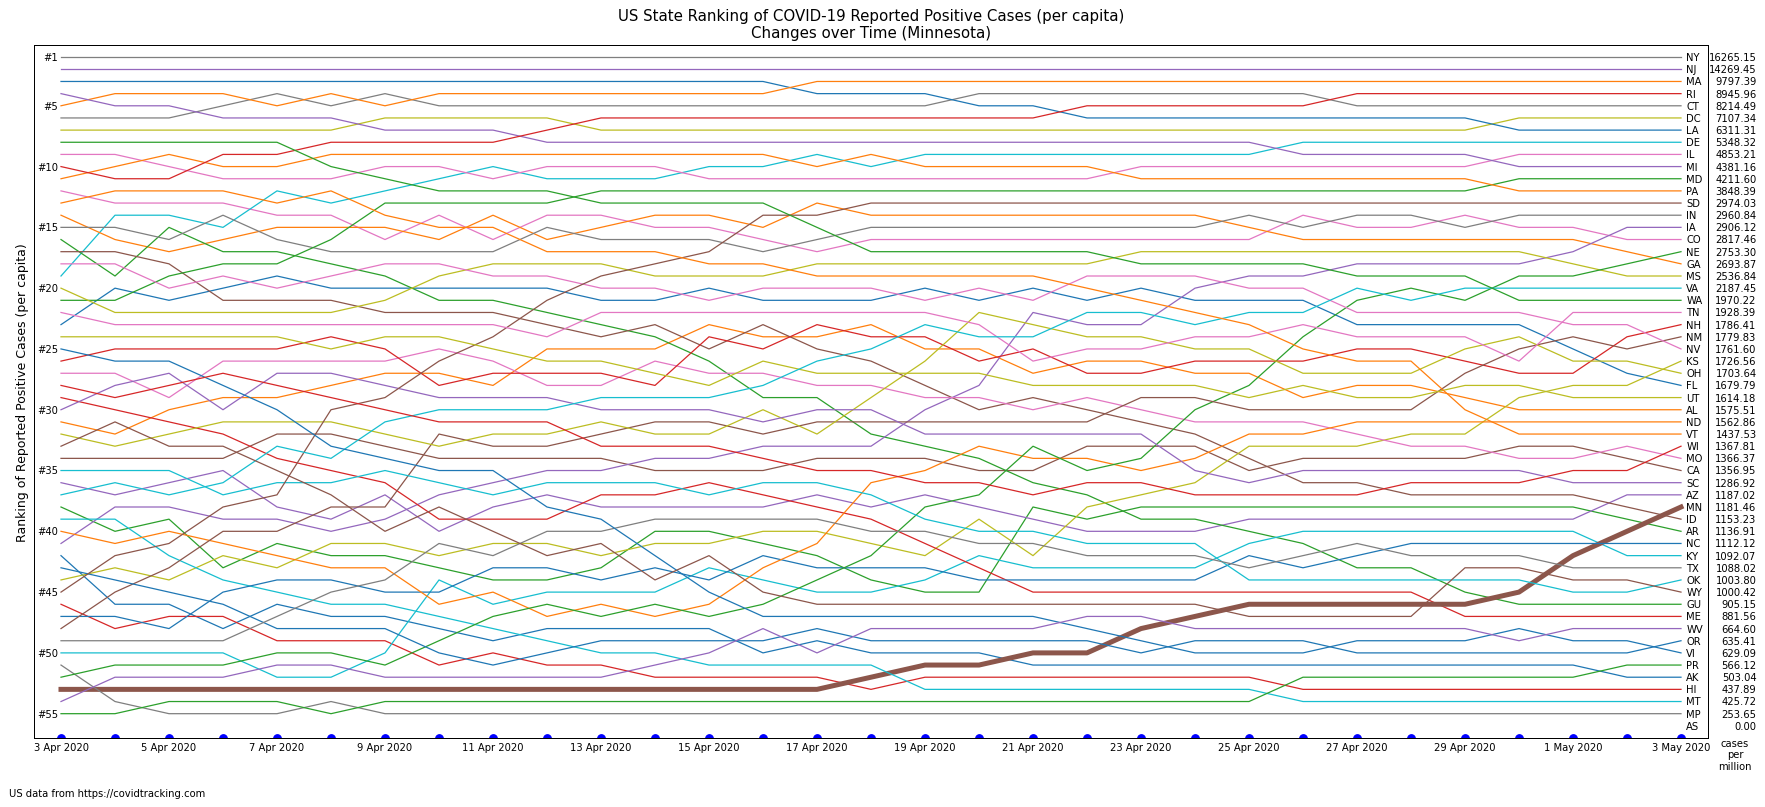 US State Ranking of COVID-19 Reported Positive Cases (per capita)
Changes over Time (Minnesota)
Ranking of Reported Positive Cases (per capita)
#1
#5
#10
#15
#20
#25
#30
#35
#40
#45
#50
#55
NY 16265.15
NJ 14269.45
MA 9797.39
RI 8945.96
CT 8214.49
DC 7107.34
LA 6311.31
DE 5348.32
IL 4853.21
MI 4381.16
MD 4211.60
PA 3848.39
SD 2974.03
IN 2960.84
IA 2906.12
CO 2817.46
NE 2753.30
GA 2693.87
MS 2536.84
VA 2187.45
WA 1970.22
TN 1928.39
NH 1786.41
NM 1779.83
NV 1761.60
KS 1726.56
OH 1703.64
FL 1679.79
UT 1614.18
AL 1575.51
ND 1562.86
VT 1437.53
WI 1367.81
MO 1366.37
CA 1356.95
SC 1286.92
AZ 1187.02
MN 1181.46
ID 1153.23
AR 1136.91
NC 1112.12
KY 1092.07
TX 1088.02
OK 1003.80
WY 1000.42
GU 905.15
ME 881.56
WV 664.60
OR 635.41
VI 629.09
PR 566.12
AK 503.04
HI 437.89
MT 425.72
MP 253.65
AS 0.00
3 Apr 2020 5 Apr 2020 7 Apr 2020 9 Apr 2020 11 Apr 2020 13 Apr 2020 15 Apr 2020 17 Apr 2020 19 Apr 2020 21 Apr 2020 23 Apr 2020 25 Apr 2020 27 Apr 2020 29 Apr 2020 1 May 2020 3 May 2020
cases
per
million
US data from https://covidtracking.com